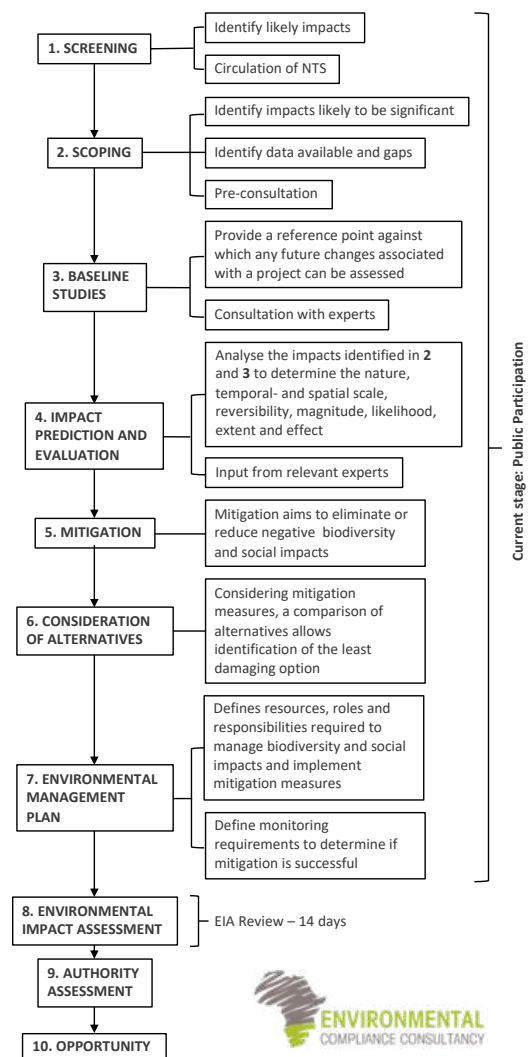 1. SCREENING
Identify likely impacts
Circulation of NTS
2. SCOPING
Identify impacts likely to be significant
Identify data available and gaps
Pre-consultation
3. BASELINE
STUDIES
Provide a reference point against
which any future changes associated
with a project can be assessed
Consultation with experts
4. IMPACT
PREDICTION AND
EVALUATION
Analyse the impacts identified in 2
and 3 to determine the nature,
temporal- and spatial scale,
reversibility, magnitude, likelihood,
extent and effect
Input from relevant experts
5. MITIGATION
Mitigation aims to eliminate or
reduce negative biodiversity
and social impacts
6. CONSIDERATION
OF ALTERNATIVES
Considering mitigation
measures, a comparison of
alternatives allows
identification of the least
damaging option
7. ENVIRONMENTAL
MANAGEMENT
PLAN
Defines resources, roles and
responsibilities required to
manage biodiversity and social
impacts and implement
mitigation measures
Define monitoring
requirements to determine if
mitigation is successful
Current stage: Public Participation
8. ENVIRONMENTAL
IMPACT ASSESSMENT
EIA Review – 14 days
9. AUTHORITY
ASSESSMENT
10. OPPORTUNITY
ENVIRONMENTAL
COMPLIANCE CONSULTANCY